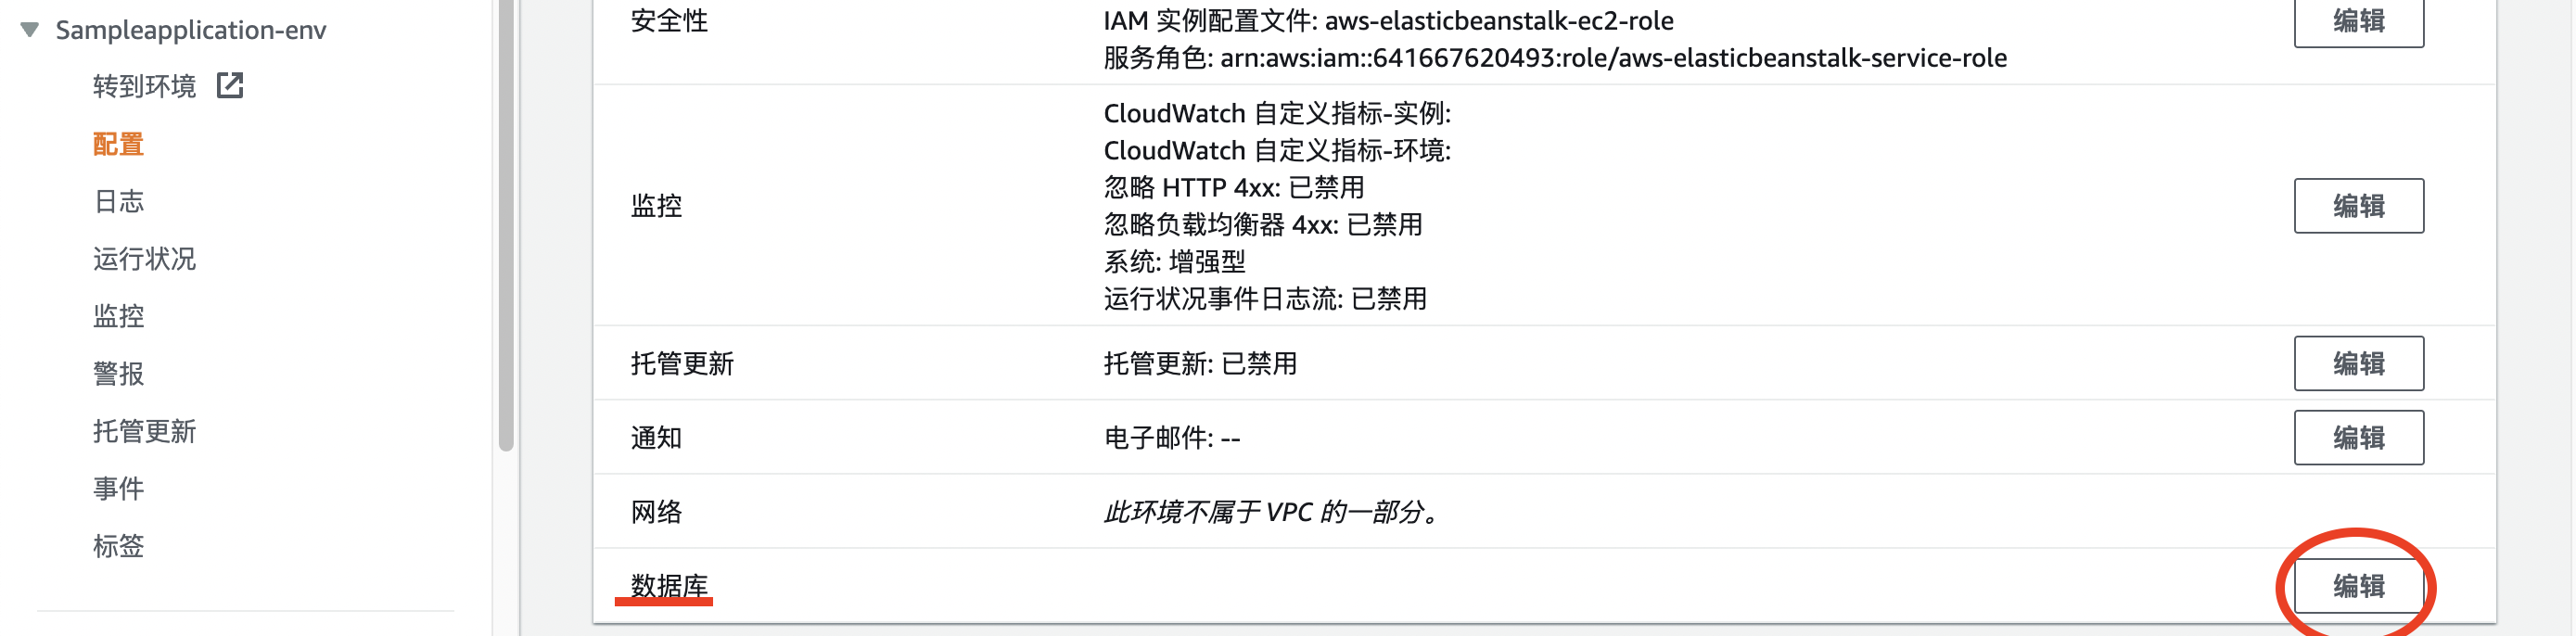 Sampleapplication-env
转到环境
配置
日志
运行状况
监控
警报
托管更新
事件
标签
安全性
IAM 实例配置文件: aws-elasticbeanstalk-ec2-role
服务角色: arn:aws:iam::641667620493:role/aws-elasticbeanstalk-service-role
编辑
监控
CloudWatch 自定义指标-实例:
CloudWatch 自定义指标-环境:
忽略 HTTP 4xx: 已禁用
忽略负载均衡器 4xx: 已禁用
系统: 增强型
运行状况事件日志流: 已禁用
编辑
托管更新
托管更新: 已禁用
编辑
通知
电子邮件: --
编辑
网络
此环境不属于 VPC 的一部分。
数据库
编辑